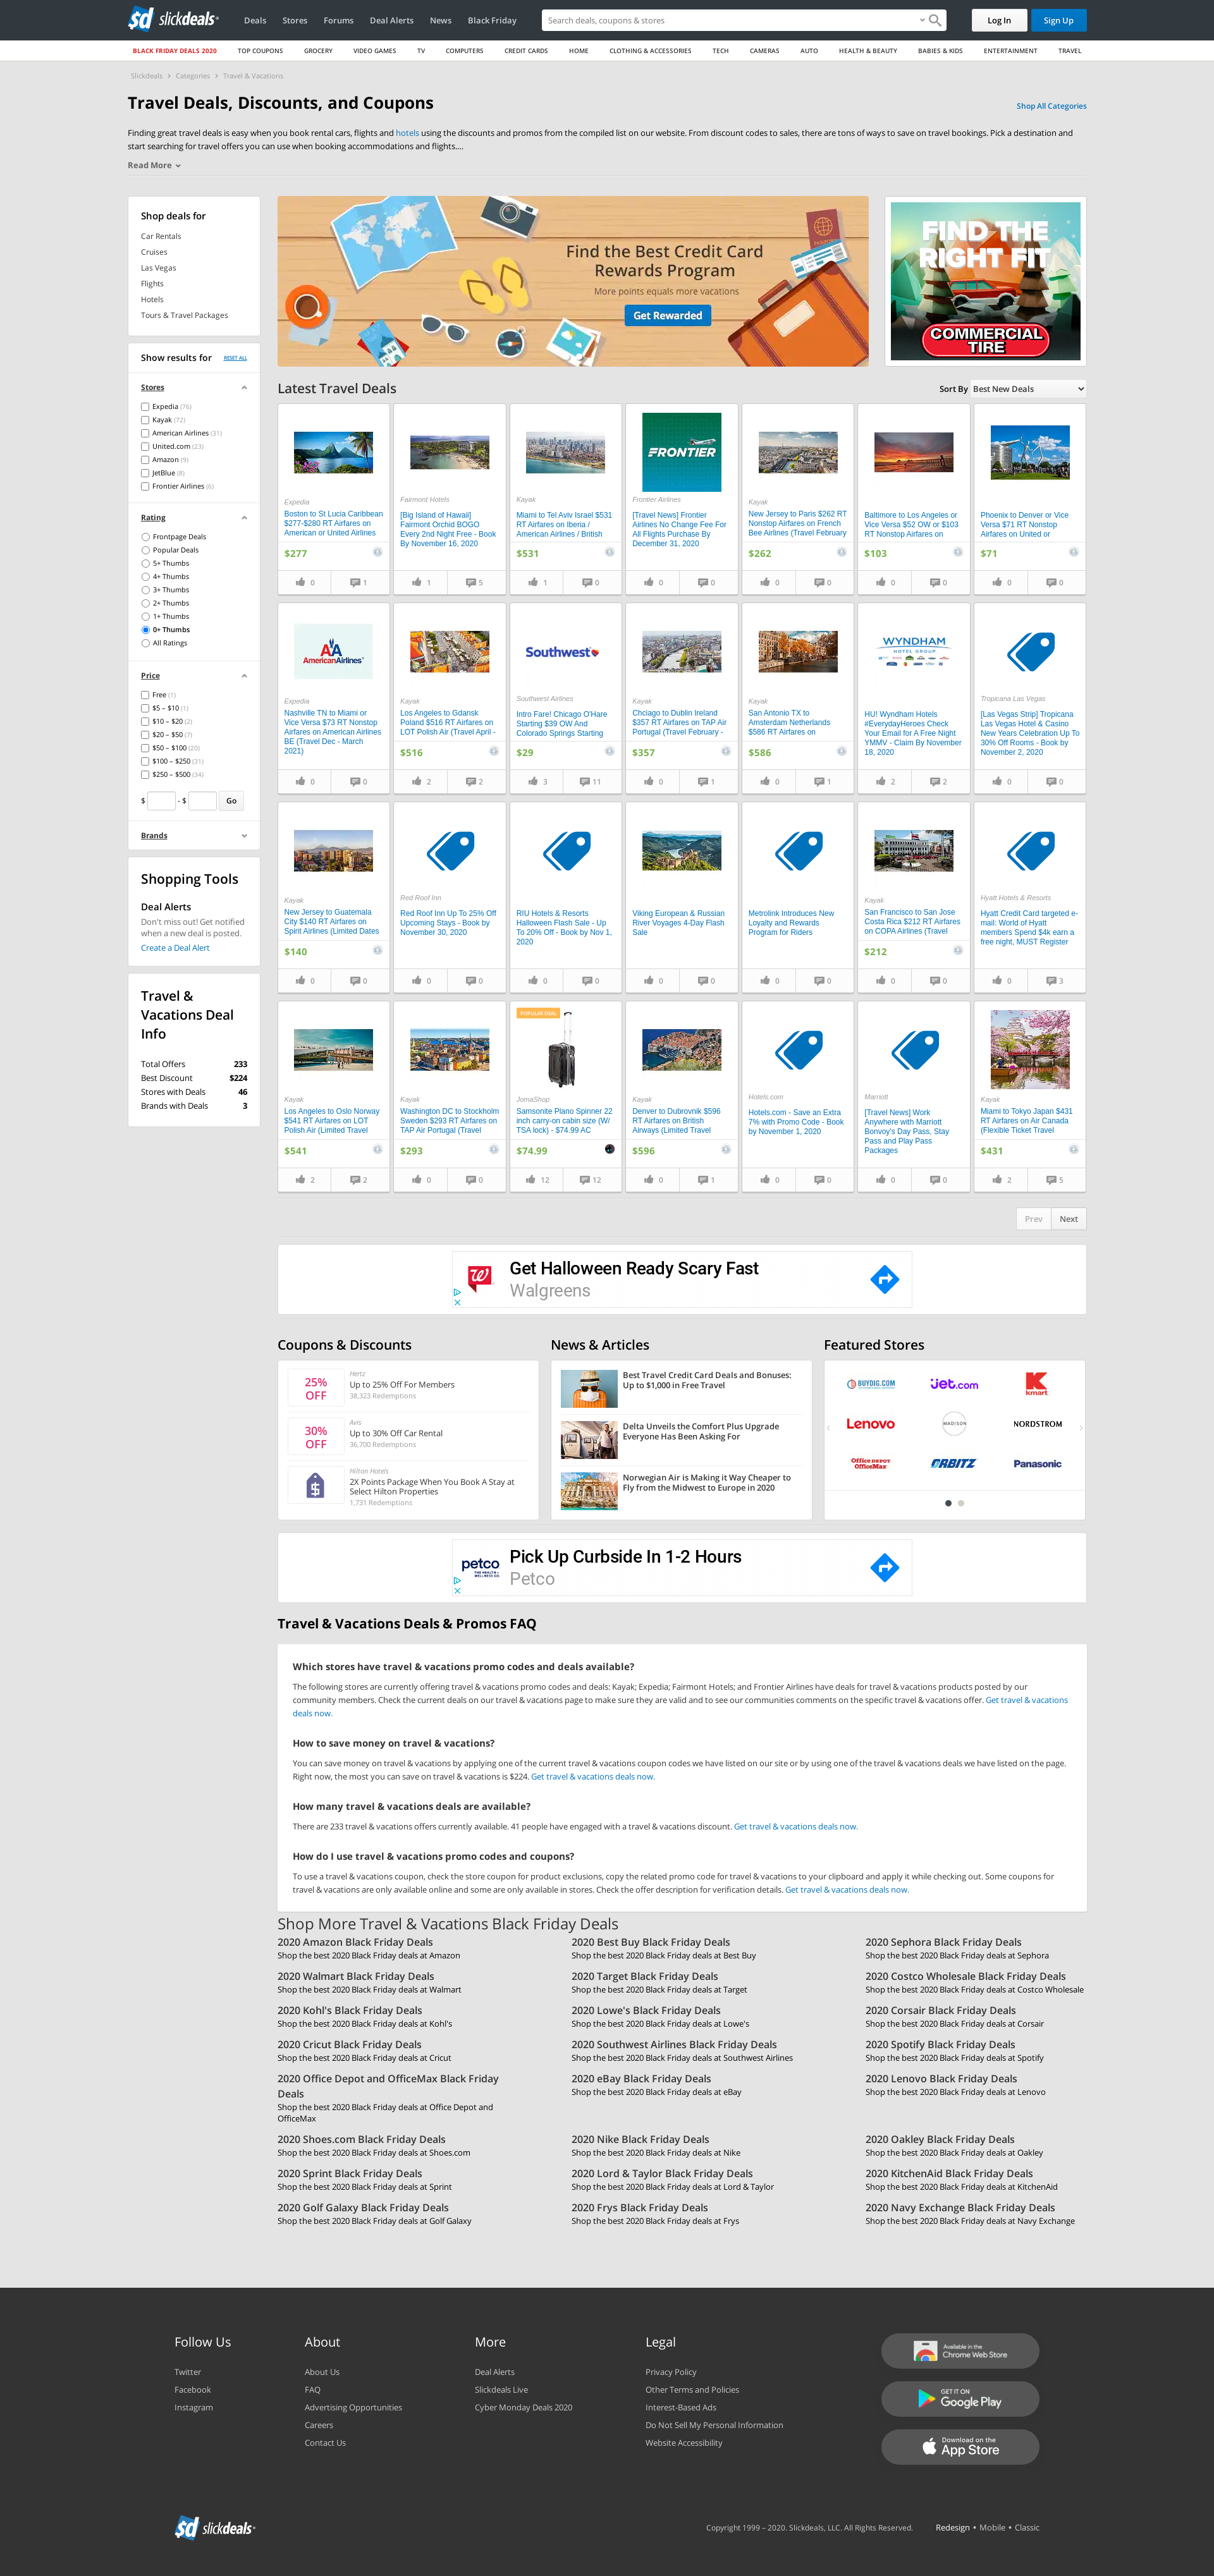 slickdeals
Deals Stores Forums Deal Alerts News Black Friday
Search deals, coupons & stores
Log In Sign Up
BLACK FRIDAY DEALS 2020 TOP COUPONS GROCERY VIDEO GAMES TV COMPUTERS CREDIT CARDS HOME CLOTHING & ACCESSORIES TECH CAMERAS AUTO HEALTH & BEAUTY BABIES & KIDS ENTERTAINMENT TRAVEL
Slickdeals > Categories > Travel & Vacations
Travel Deals, Discounts, and Coupons
Shop All Categories
Finding great travel deals is easy when you book rental cars, flights and hotels using the discounts and promos from the compiled list on our website. From discount codes to sales, there are tons of ways to save on travel bookings. Pick a destination and
start searching for travel offers you can use when booking accommodations and flights....
Read More
Shop deals for
Car Rentals
Cruises
Las Vegas
Flights
Hotels
Tours & Travel Packages
Show results for RESET ALL
Stores
Expedia (76)
Kayak (72)
American Airlines (31)
United.com (23)
Amazon (9)
JetBlue (8)
Frontier Airlines (6)
Rating
Frontpage Deals
Popular Deals
5+ Thumbs
4+ Thumbs
3+ Thumbs
2+ Thumbs
1+ Thumbs
0+ Thumbs
All Ratings
Price
Free (1)
$5 – $10 (1)
$10 – $20 (2)
$20 – $50 (7)
$50 – $100 (20)
$100 – $250 (31)
$250 – $500 (34)
$ - $ Go
Brands
Shopping Tools
Deal Alerts
Don't miss out! Get notified
when a new deal is posted.
Create a Deal Alert
Travel &
Vacations Deal
Info
Total Offers 233
Best Discount $224
Stores with Deals 46
Brands with Deals 3
Find the Best Credit Card
Rewards Program
More points equals more vacations
Get Rewarded
FIND THE
RIGHT FIT
COMMERCIAL
TIRE
Latest Travel Deals
Sort By Best New Deals
Expedia
Boston to St Lucia Caribbean
$277-$280 RT Airfares on
American or United Airlines
$277
0 1
Fairmont Hotels
[Big Island of Hawaii]
Fairmont Orchid BOGO
Every 2nd Night Free - Book
By November 16, 2020
1 5
Kayak
Miami to Tel Aviv Israel $531
RT Airfares on Iberia /
American Airlines / British
$531
1 0
FRONTIER
Frontier Airlines
[Travel News] Frontier
Airlines No Change Fee For
All Flights Purchase By
December 31, 2020
0 0
Kayak
New Jersey to Paris $262 RT
Nonstop Airfares on French
Bee Airlines (Travel February
$262
0 0
Baltimore to Los Angeles or
Vice Versa $52 OW or $103
RT Nonstop Airfares on
$103
0 0
Phoenix to Denver or Vice
Versa $71 RT Nonstop
Airfares on United or
$71
0 0
AmericanAirlines
Expedia
Nashville TN to Miami or
Vice Versa $73 RT Nonstop
Airfares on American Airlines
BE (Travel Dec - March
2021)
0 0
Kayak
Los Angeles to Gdansk
Poland $516 RT Airfares on
LOT Polish Air (Travel April -
$516
2 2
Southwest
Southwest Airlines
Intro Fare! Chicago O'Hare
Starting $39 OW And
Colorado Springs Starting
$29
3 11
Kayak
Chciago to Dublin Ireland
$357 RT Airfares on TAP Air
Portugal (Travel February -
$357
0 1
Kayak
San Antonio TX to
Amsterdam Netherlands
$586 RT Airfares on
$586
0 1
WYNDHAM
HOTEL GROUP
HU! Wyndham Hotels
#EverydayHeroes Check
Your Email for A Free Night
YMMV - Claim By November
18, 2020
2 2
Tropicana Las Vegas
[Las Vegas Strip] Tropicana
Las Vegas Hotel & Casino
New Years Celebration Up To
30% Off Rooms - Book by
November 2, 2020
0 0
Kayak
New Jersey to Guatemala
City $140 RT Airfares on
Spirit Airlines (Limited Dates
$140
0 0
Red Roof Inn
Red Roof Inn Up To 25% Off
Upcoming Stays - Book by
November 30, 2020
0 0
RIU Hotels & Resorts
Halloween Flash Sale - Up
To 20% Off - Book by Nov 1,
2020
0 0
Viking European & Russian
River Voyages 4-Day Flash
Sale
0 0
Metrolink Introduces New
Loyalty and Rewards
Program for Riders
0 0
Kayak
San Francisco to San Jose
Costa Rica $212 RT Airfares
on COPA Airlines (Travel
$212
0 0
Hyatt Hotels & Resorts
Hyatt Credit Card targeted e-
mail: World of Hyatt
members Spend $4k earn a
free night, MUST Register
0 3
Kayak
Los Angeles to Oslo Norway
$541 RT Airfares on LOT
Polish Air (Limited Travel
$541
2 2
Kayak
Washington DC to Stockholm
Sweden $293 RT Airfares on
TAP Air Portugal (Travel
$293
0 0
POPULAR DEAL
JomaShop
Samsonite Plano Spinner 22
inch carry-on cabin size (W/
TSA lock) - $74.99 AC
$74.99
12 12
Kayak
Denver to Dubrovnik $596
RT Airfares on British
Airways (Limited Travel
$596
0 1
Hotels.com
Hotels.com - Save an Extra
7% with Promo Code - Book
by November 1, 2020
0 0
Marriott
[Travel News] Work
Anywhere with Marriott
Bonvoy's Day Pass, Stay
Pass and Play Pass
Packages
0 0
Kayak
Miami to Tokyo Japan $431
RT Airfares on Air Canada
(Flexible Ticket Travel
$431
2 5
Prev Next
Get Halloween Ready Scary Fast
Walgreens
Coupons & Discounts
25%
OFF
Hertz
Up to 25% Off For Members
38,323 Redemptions
30%
OFF
Avis
Up to 30% Off Car Rental
36,700 Redemptions
Hilton Hotels
2X Points Package When You Book A Stay at
Select Hilton Properties
1,731 Redemptions
News & Articles
Best Travel Credit Card Deals and Bonuses:
Up to $1,000 in Free Travel
Delta Unveils the Comfort Plus Upgrade
Everyone Has Been Asking For
Norwegian Air is Making it Way Cheaper to
Fly from the Midwest to Europe in 2020
Featured Stores
BUYDIG.COM jet.com kmart
Lenovo MADISON NORDSTROM
Office DEPOT OfficeMax ORBITZ Panasonic
petco
Pick Up Curbside In 1-2 Hours
Petco
Travel & Vacations Deals & Promos FAQ
Which stores have travel & vacations promo codes and deals available?
The following stores are currently offering travel & vacations promo codes and deals: Kayak; Expedia; Fairmont Hotels; and Frontier Airlines have deals for travel & vacations products posted by our
community members. Check the current deals on our travel & vacations page to make sure they are valid and to see our communities comments on the specific travel & vacations offer. Get travel & vacations
deals now.
How to save money on travel & vacations?
You can save money on travel & vacations by applying one of the current travel & vacations coupon codes we have listed on our site or by using one of the travel & vacations deals we have listed on the page.
Right now, the most you can save on travel & vacations is $224. Get travel & vacations deals now.
How many travel & vacations deals are available?
There are 233 travel & vacations offers currently available. 41 people have engaged with a travel & vacations discount. Get travel & vacations deals now.
How do I use travel & vacations promo codes and coupons?
To use a travel & vacations coupon, check the store coupon for product exclusions, copy the related promo code for travel & vacations to your clipboard and apply it while checking out. Some coupons for
travel & vacations are only available online and some are only available in stores. Check the offer description for verification details. Get travel & vacations deals now.
Shop More Travel & Vacations Black Friday Deals
2020 Amazon Black Friday Deals
Shop the best 2020 Black Friday deals at Amazon
2020 Best Buy Black Friday Deals
Shop the best 2020 Black Friday deals at Best Buy
2020 Sephora Black Friday Deals
Shop the best 2020 Black Friday deals at Sephora
2020 Walmart Black Friday Deals
Shop the best 2020 Black Friday deals at Walmart
2020 Target Black Friday Deals
Shop the best 2020 Black Friday deals at Target
2020 Costco Wholesale Black Friday Deals
Shop the best 2020 Black Friday deals at Costco Wholesale
2020 Kohl's Black Friday Deals
Shop the best 2020 Black Friday deals at Kohl's
2020 Lowe's Black Friday Deals
Shop the best 2020 Black Friday deals at Lowe's
2020 Corsair Black Friday Deals
Shop the best 2020 Black Friday deals at Corsair
2020 Cricut Black Friday Deals
Shop the best 2020 Black Friday deals at Cricut
2020 Southwest Airlines Black Friday Deals
Shop the best 2020 Black Friday deals at Southwest Airlines
2020 Spotify Black Friday Deals
Shop the best 2020 Black Friday deals at Spotify
2020 Office Depot and OfficeMax Black Friday
Deals
Shop the best 2020 Black Friday deals at Office Depot and
OfficeMax
2020 eBay Black Friday Deals
Shop the best 2020 Black Friday deals at eBay
2020 Lenovo Black Friday Deals
Shop the best 2020 Black Friday deals at Lenovo
2020 Shoes.com Black Friday Deals
Shop the best 2020 Black Friday deals at Shoes.com
2020 Nike Black Friday Deals
Shop the best 2020 Black Friday deals at Nike
2020 Oakley Black Friday Deals
Shop the best 2020 Black Friday deals at Oakley
2020 Sprint Black Friday Deals
Shop the best 2020 Black Friday deals at Sprint
2020 Lord & Taylor Black Friday Deals
Shop the best 2020 Black Friday deals at Lord & Taylor
2020 KitchenAid Black Friday Deals
Shop the best 2020 Black Friday deals at KitchenAid
2020 Golf Galaxy Black Friday Deals
Shop the best 2020 Black Friday deals at Golf Galaxy
2020 Frys Black Friday Deals
Shop the best 2020 Black Friday deals at Frys
2020 Navy Exchange Black Friday Deals
Shop the best 2020 Black Friday deals at Navy Exchange
Follow Us
Twitter
Facebook
Instagram
About
About Us
FAQ
Advertising Opportunities
Careers
Contact Us
More
Deal Alerts
Slickdeals Live
Cyber Monday Deals 2020
Legal
Privacy Policy
Other Terms and Policies
Interest-Based Ads
Do Not Sell My Personal Information
Website Accessibility
Available in the
Chrome Web Store
GET IT ON
Google Play
Download on the
App Store
slickdeals
Copyright 1999 – 2020. Slickdeals, LLC. All Rights Reserved. Redesign • Mobile • Classic